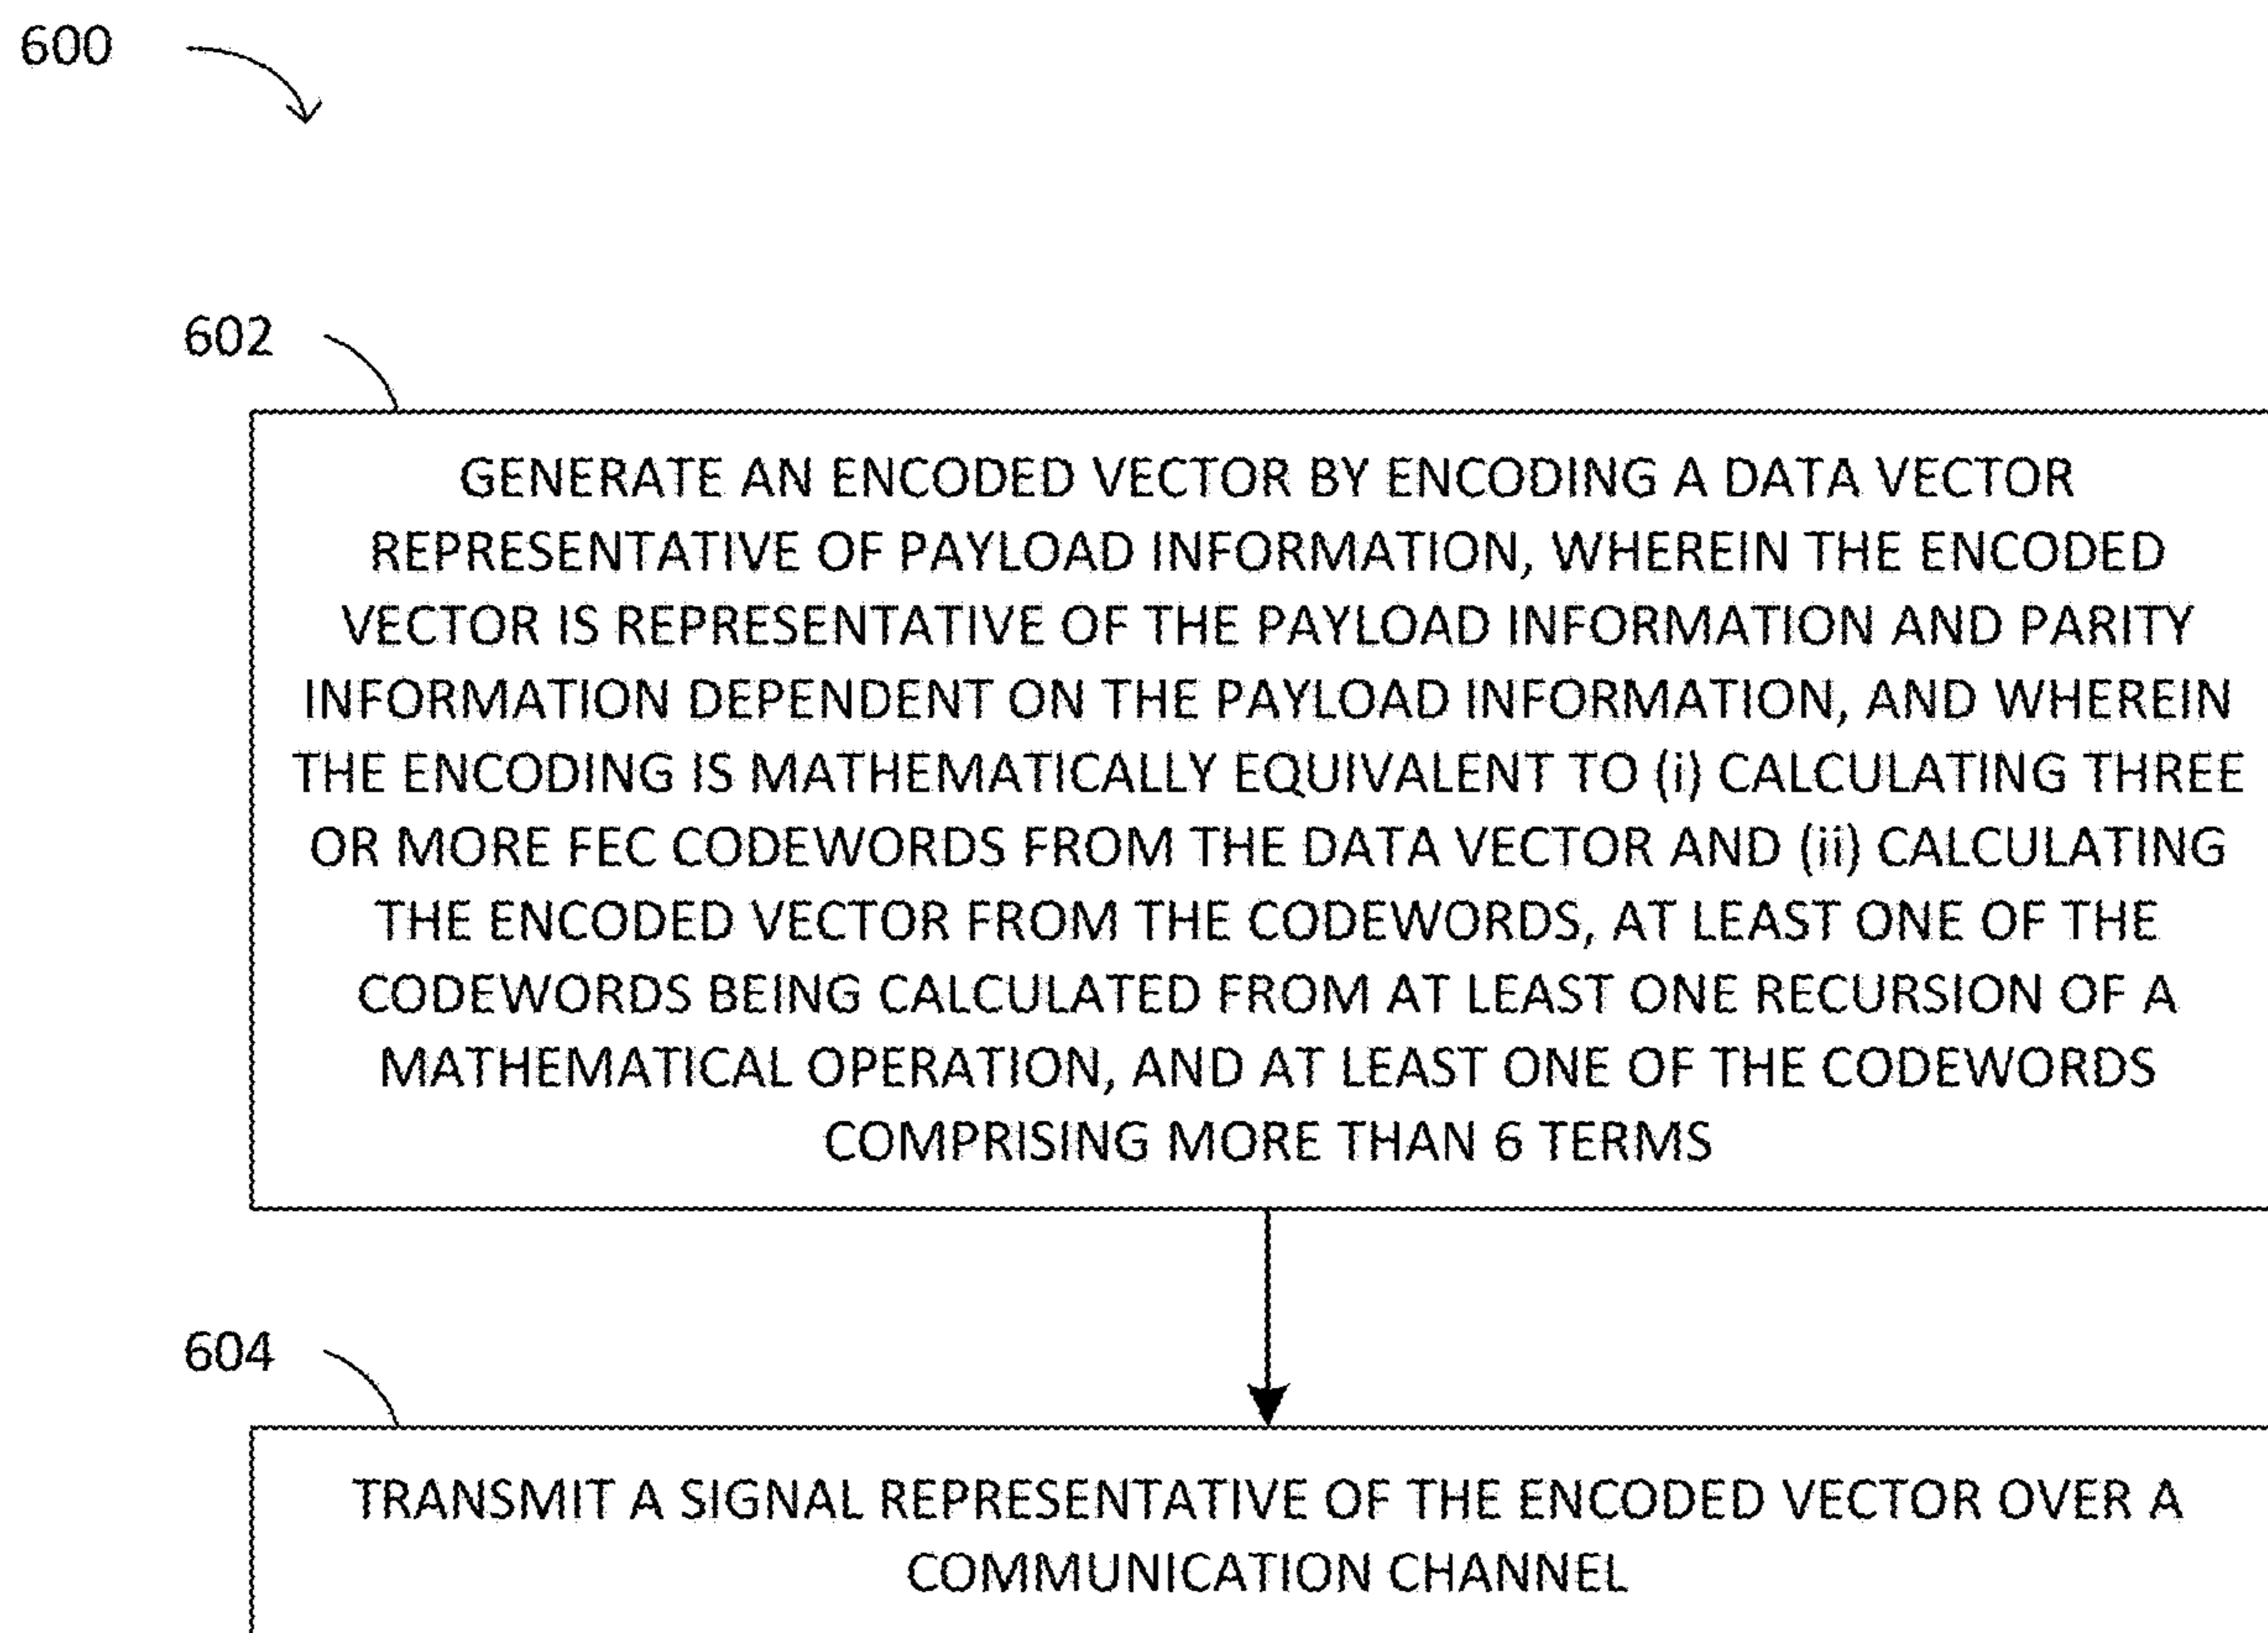 600
602
GENERATE AN ENCODED VECTOR BY ENCODING A DATA VECTOR
REPRESENTATIVE OF PAYLOAD INFORMATION, WHEREIN THE ENCODED
VECTOR IS REPRESENTATIVE OF THE PAYLOAD INFORMATION AND PARITY
INFORMATION DEPENDENT ON THE PAYLOAD INFORMATION, AND WHEREIN
THE ENCODING IS MATHEMATICALLY EQUIVALENT TO (i) CALCULATING THREE
OR MORE FEC CODEWORDS FROM THE DATA VECTOR AND (ii) CALCULATING
THE ENCODED VECTOR FROM THE CODEWORDS, AT LEAST ONE OF THE
CODEWORDS BEING CALCULATED FROM AT LEAST ONE RECURSION OF A
MATHEMATICAL OPERATION, AND AT LEAST ONE OF THE CODEWORDS
COMPRISING MORE THAN 6 TERMS
604
TRANSMIT A SIGNAL REPRESENTATIVE OF THE ENCODED VECTOR OVER A
COMMUNICATION CHANNEL